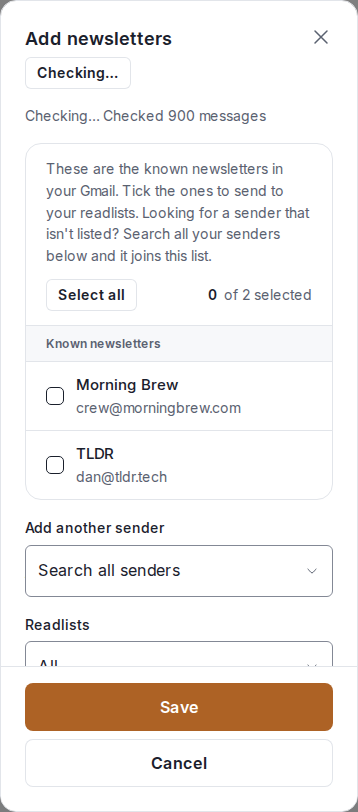 Add newsletters
Checking...
Checking... Checked 900 messages
These are the known newsletters in
your Gmail. Tick the ones to send to
your readlists. Looking for a sender that
isn't listed? Search all your senders
below and it joins this list.
Select all
0 of 2 selected
Known newsletters
Morning Brew
crew@morningbrew.com
TLDR
dan@tldr.tech
Add another sender
Search all senders
Readlists
All
Save
Cancel